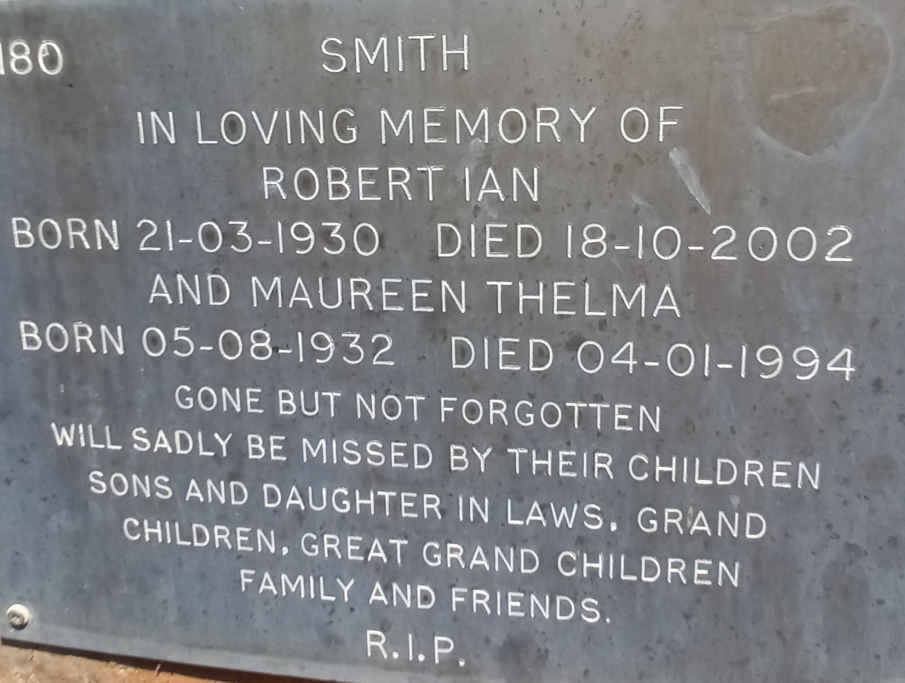 180
SMITH
IN LOVING MEMORY OF
ROBERT IAN
BORN 21-03-1930 DIED 18-10-2002
AND MAUREEN THELMA
BORN 05-08-1932 DIED 04-01-1994
GONE BUT NOT FORGOTTEN
WILL SADLY BE MISSED BY THEIR CHILDREN
SONS AND DAUGHTER IN LAWS. GRAND
CHILDREN. GREAT GRAND CHILDREN
FAMILY AND FRIENDS.
R.I.P.